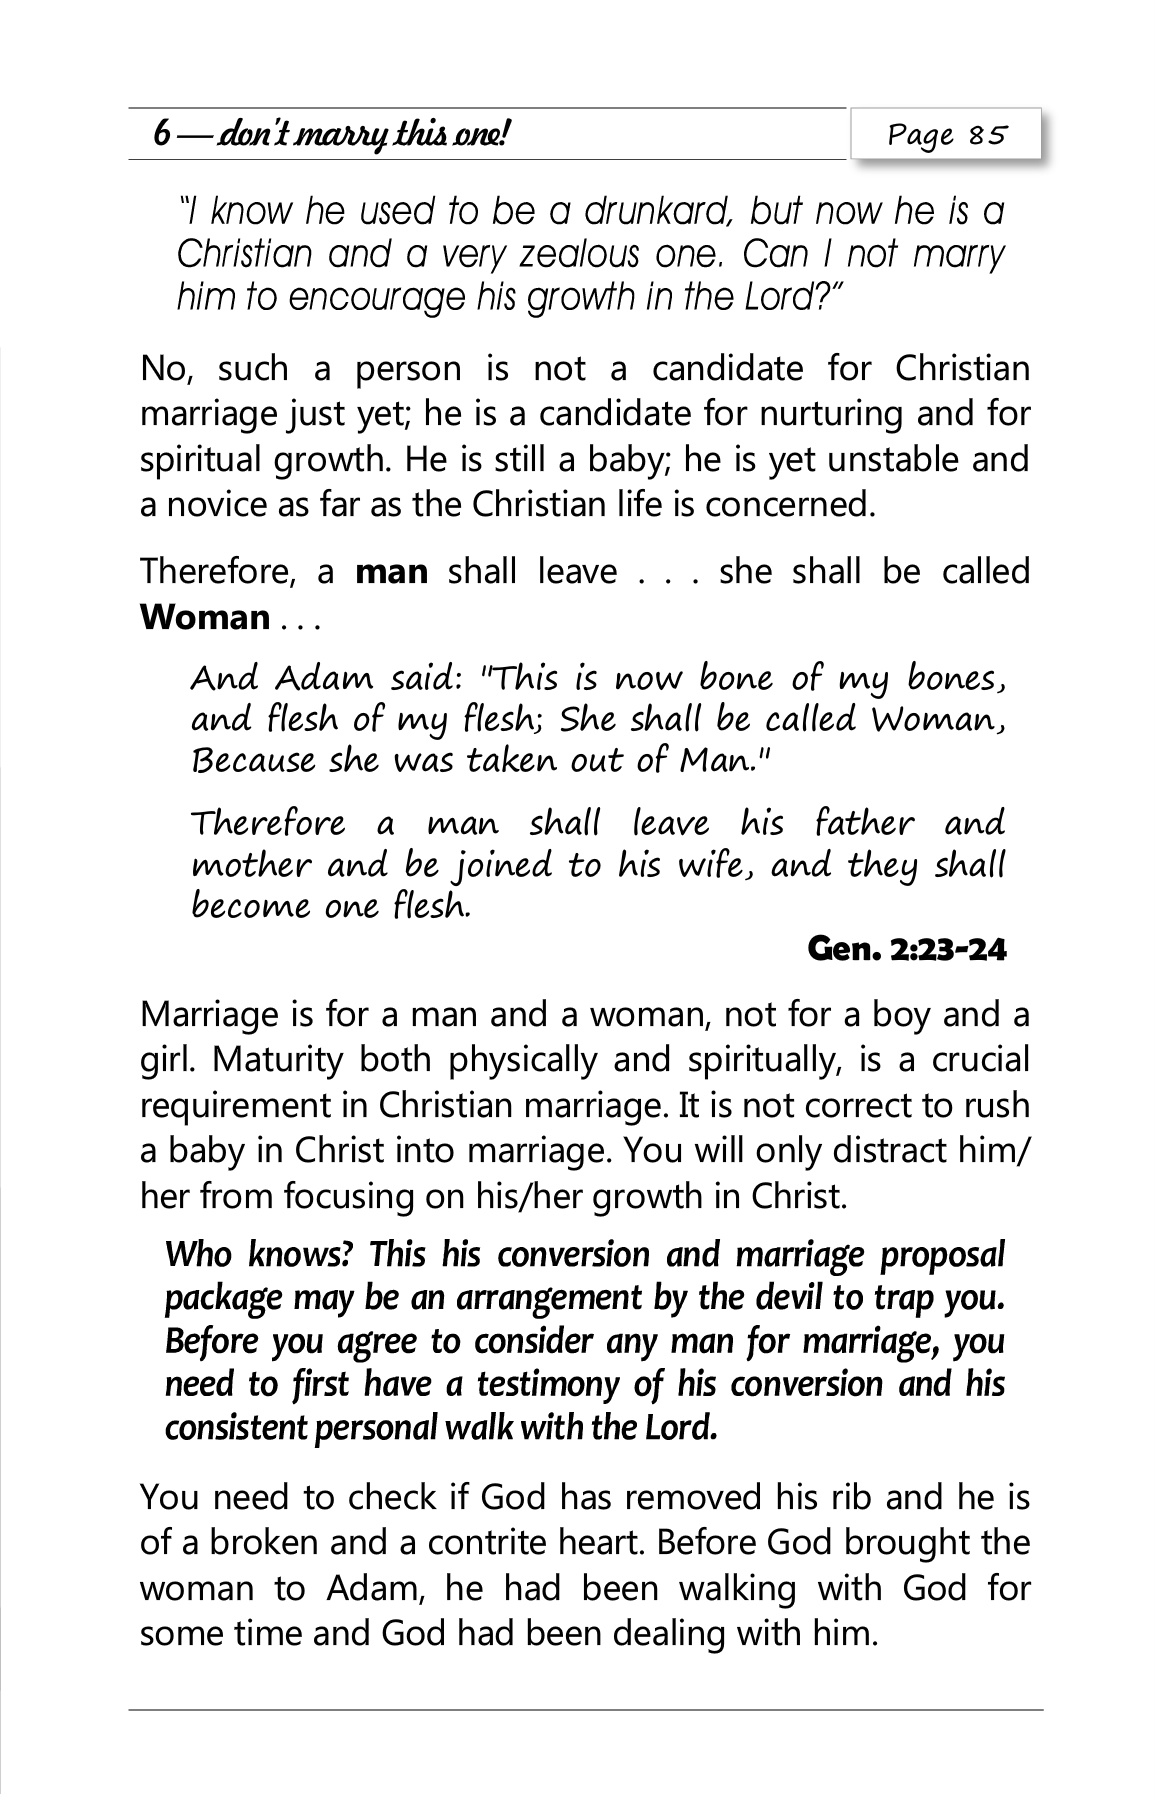 6 — don't marry this one!
Page 85
“I know he used to be a drunkard, but now he is a
Christian and a very zealous one. Can I not marry
him to encourage his growth in the Lord?”
No, such a person is not a candidate for Christian
marriage just yet; he is a candidate for nurturing and for
spiritual growth. He is still a baby; he is yet unstable and
a novice as far as the Christian life is concerned.
Therefore, a man shall leave . . . she shall be called
Woman . . .
And Adam said: "This is now bone of my bones,
and flesh of my flesh; She shall be called Woman,
Because she was taken out of Man."
Therefore a man shall leave his father and
mother and be joined to his wife, and they shall
become one flesh.
Gen. 2:23-24
Marriage is for a man and a woman, not for a boy and a
girl. Maturity both physically and spiritually, is a crucial
requirement in Christian marriage. It is not correct to rush
a baby in Christ into marriage. You will only distract him/
her from focusing on his/her growth in Christ.
Who knows? This his conversion and marriage proposal
package may be an arrangement by the devil to trap you.
Before you agree to consider any man for marriage, you
need to first have a testimony of his conversion and his
consistent personal walk with the Lord.
You need to check if God has removed his rib and he is
of a broken and a contrite heart. Before God brought the
woman to Adam, he had been walking with God for
some time and God had been dealing with him.